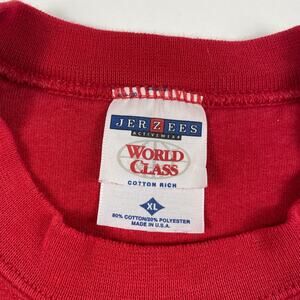 JERZEES
ACTIVEWEAR
WORLD
CLASS
COTTON RICH
XL
80% COTTON/20% POLYESTER
MADE IN U.S.A.